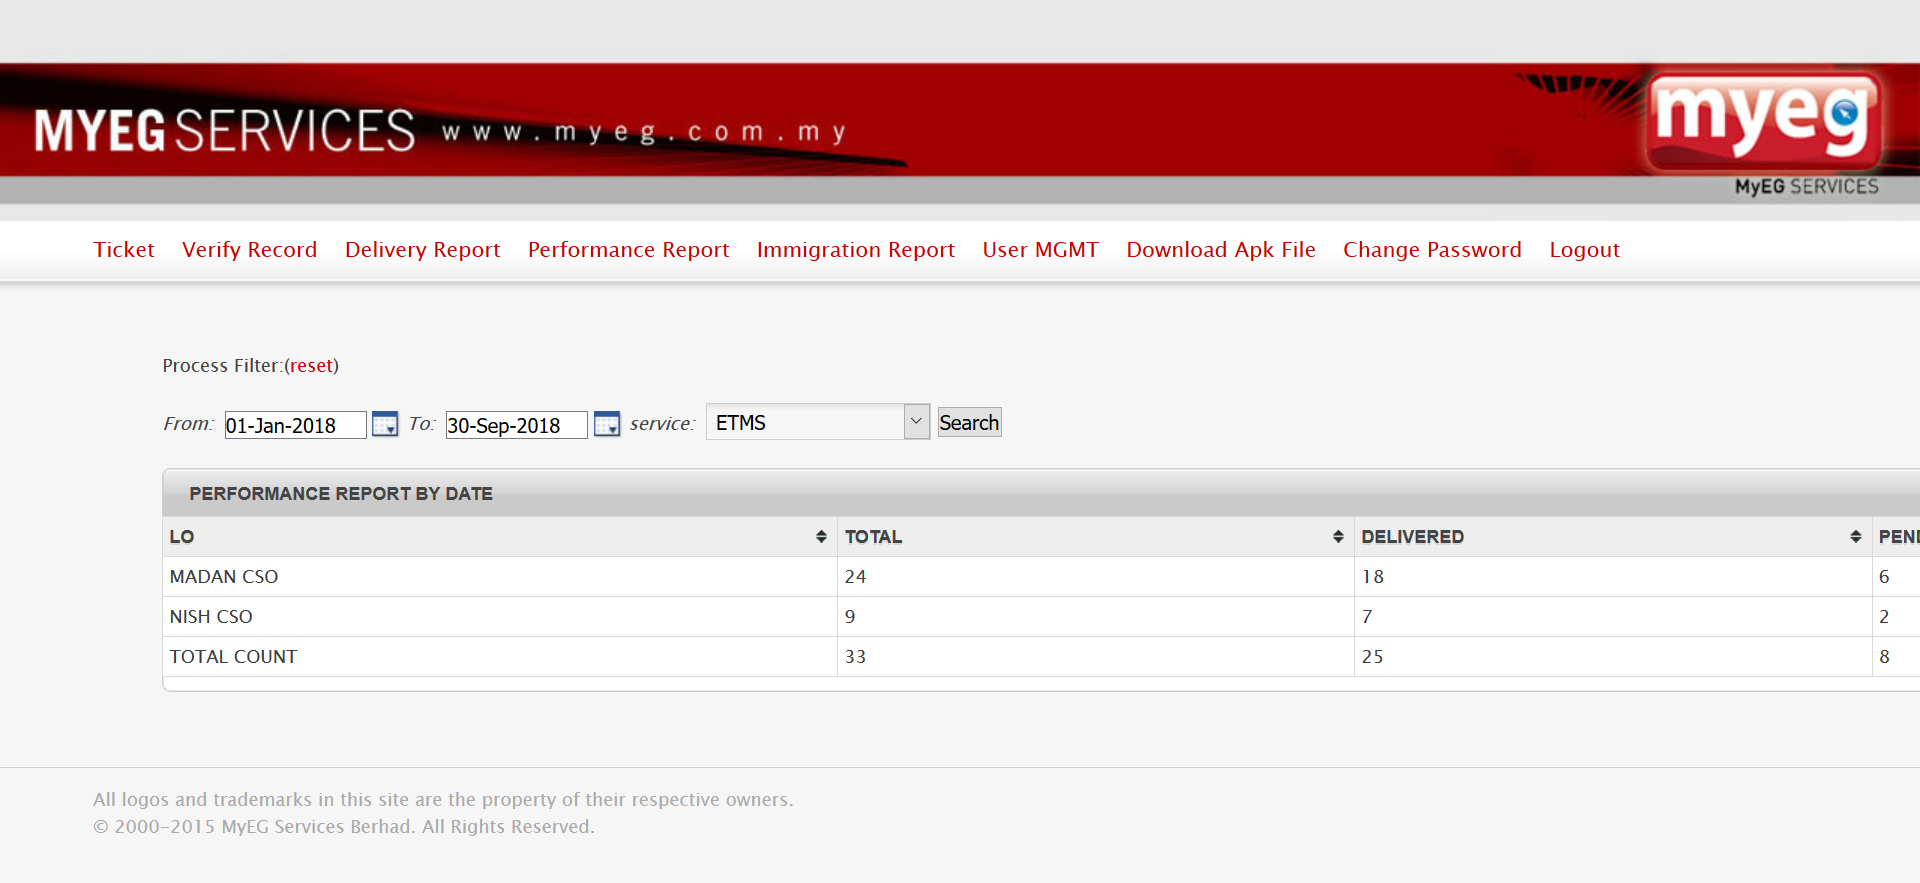 MYEG SERVICES www.myeg.com.my
myeg
MyEG SERVICES
Ticket Verify Record Delivery Report Performance Report Immigration Report User MGMT Download Apk File Change Password Logout
Process Filter:(reset)
From: 01-Jan-2018 To: 30-Sep-2018 service: ETMS Search
PERFORMANCE REPORT BY DATE
LO TOTAL DELIVERED
MADAN CSO 24 18 6
NISH CSO 9 7 2
TOTAL COUNT 33 25 8
All logos and trademarks in this site are the property of their respective owners.
© 2000-2015 MyEG Services Berhad. All Rights Reserved.